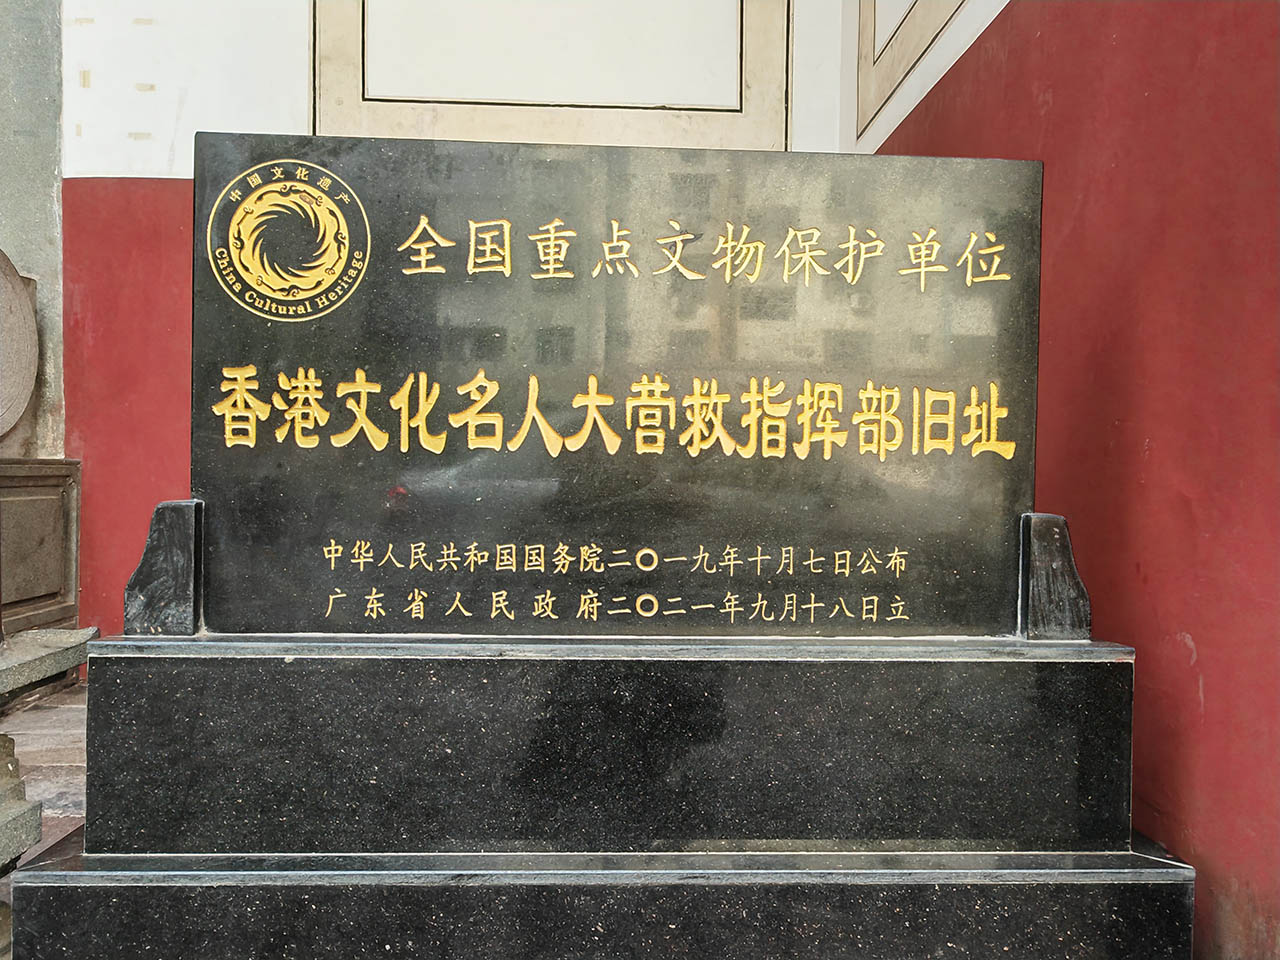 中国文化遗产
China Cultural Heritage
全国重点文物保护单位
香港文化名人大营救指挥部旧址
中华人民共和国国务院二〇一九年十月七日公布
广东省人民政府二〇二一年九月十八日立